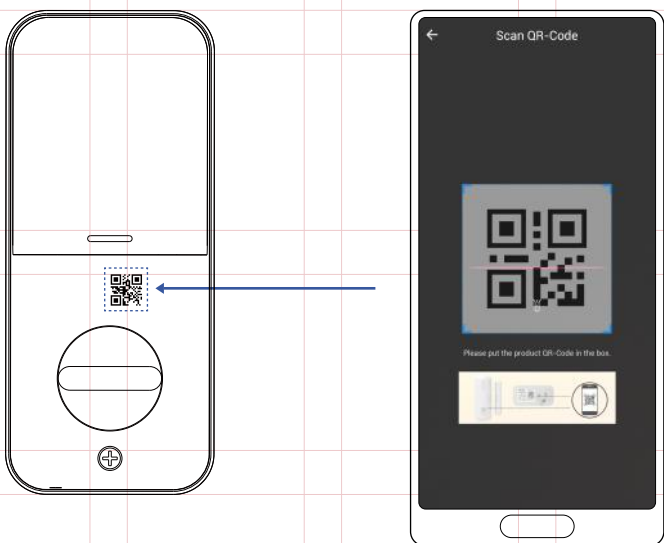 Scan QR-Code
Please put the product QR-Code in the box.